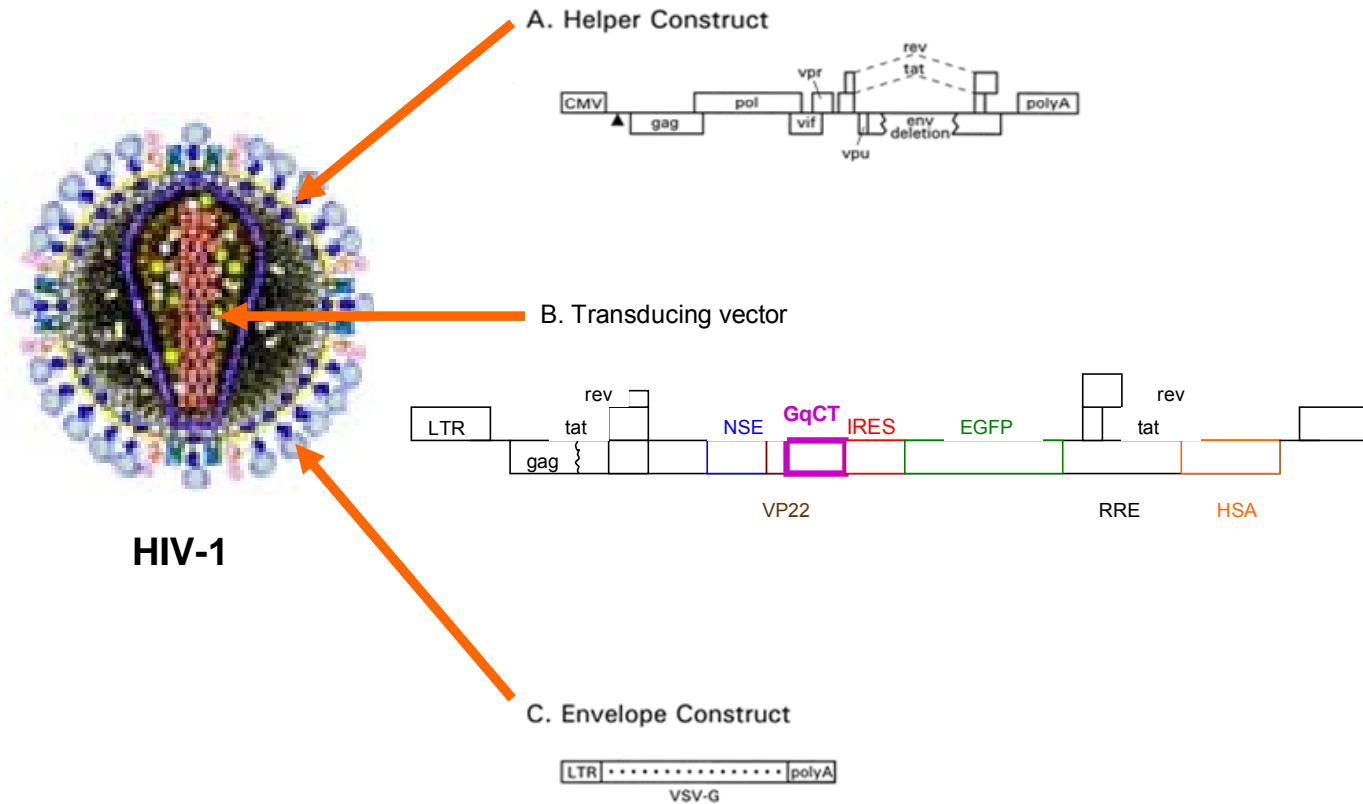 A. Helper Construct
rev
tat
vpr
CMV
pol
polyA
gag
vif
env
deletion
vpu
B. Transducing vector
rev
GqCT
rev
LTR
tat
NSE
IRES
EGFP
tat
gag
VP22
RRE
HSA
HIV-1
C. Envelope Construct
LTR
polyA
VSV-G